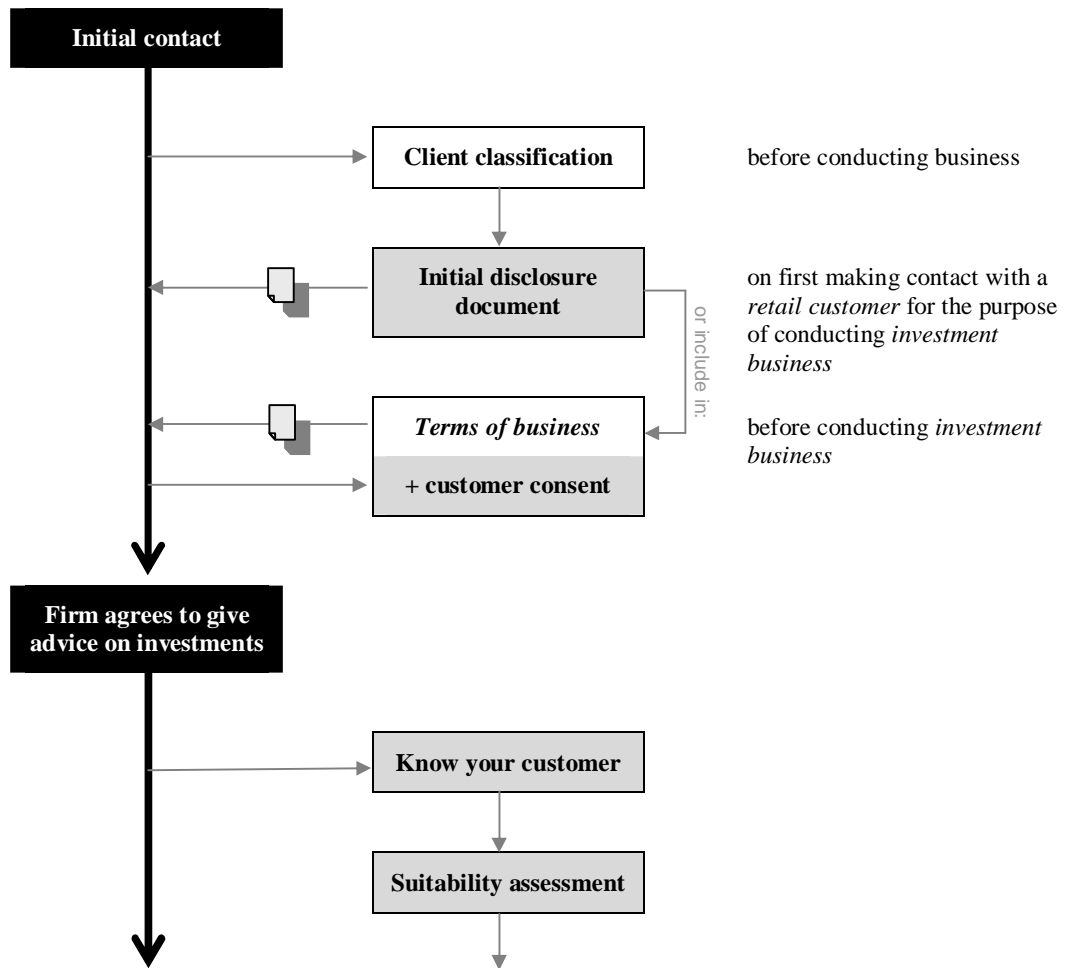 Initial contact
Client classification
before conducting business
Initial disclosure
document
on first making contact with a
retail customer for the purpose
of conducting investment
business
or include in:
Terms of business
before conducting investment
business
+ customer consent
Firm agrees to give
advice on investments
Know your customer
Suitability assessment